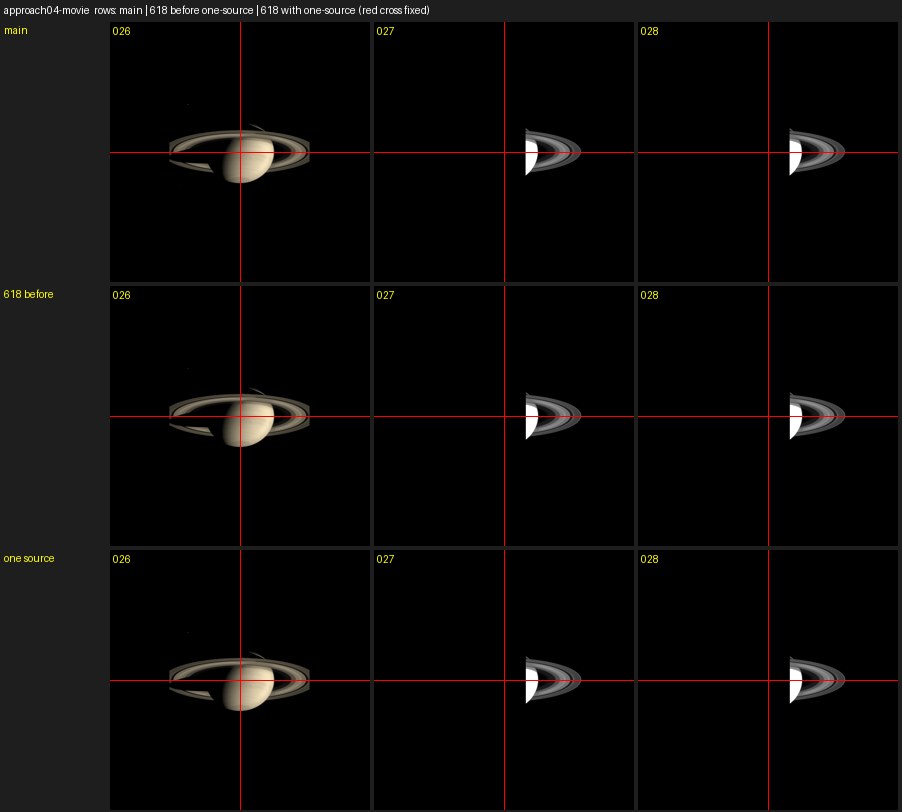 approach04-movie rows: main | 618 before one-source | 618 with one-source (red cross fixed)
main
026
027
028
618 before
026
027
028
one source
026
027
028